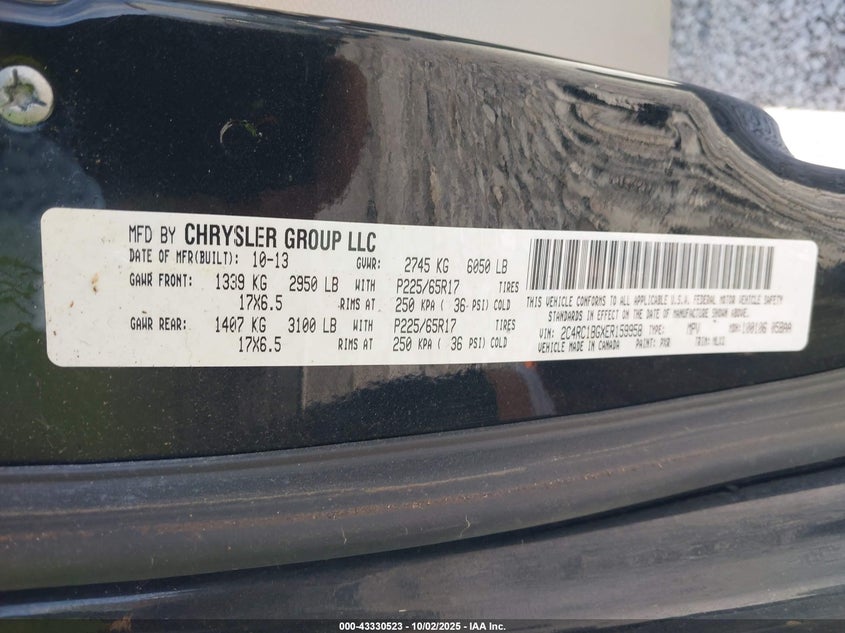 MFD BY CHRYSLER GROUP LLC
DATE OF MFR(BUILT): 10-13 GVWR: 2745 KG 6050 LB
GAWR FRONT: 1339 KG 2950 LB WITH P225/65R17 TIRES
17X6.5 RIMS AT 250 KPA ( 36 PSI) COLD
GAWR REAR: 1407 KG 3100 LB WITH P225/65R17 TIRES
17X6.5 RIMS AT 250 KPA ( 36 PSI) COLD
THIS VEHICLE CONFORMS TO ALL APPLICABLE U.S.A. FEDERAL MOTOR VEHICLE SAFETY
STANDARDS IN EFFECT ON THE DATE OF MANUFACTURE SHOWN ABOVE.
VIN: 2C4RC1BGXER159958 TYPE: MPV MDH: 100106 058AA
VEHICLE MADE IN CANADA PAINT: PXR TRIM:
000-43330523 | 10/02/2025 - IAA Inc.